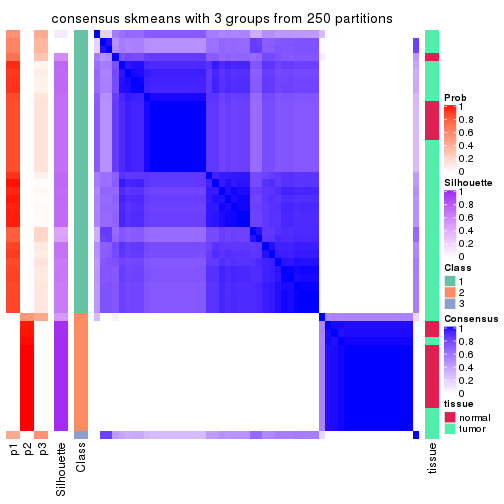 consensus skmeans with 3 groups from 250 partitions
Prob
1
0.8
0.6
0.4
0.2
0
Silhouette
1
0.8
0.6
0.4
0.2
0
Class
1
2
3
Consensus
1
0.8
0.6
0.4
0.2
0
tissue
normal
tumor
p1
p2
p3
Silhouette
Class
tissue